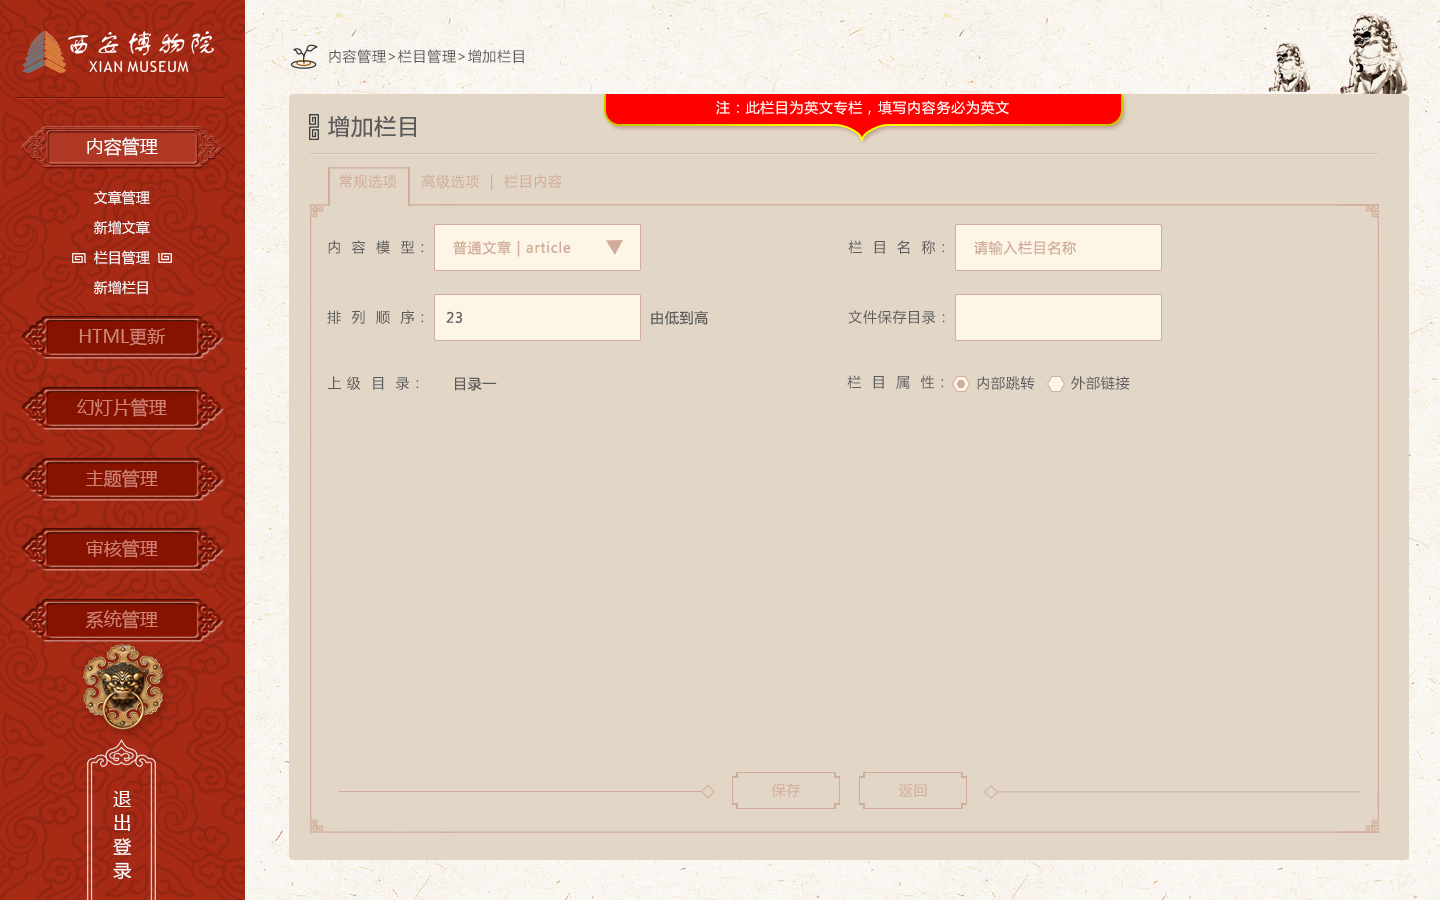 西安博物院
XIAN MUSEUM
内容管理
文章管理
新增文章
栏目管理
新增栏目
HTML更新
幻灯片管理
主题管理
审核管理
系统管理
退出登录
内容管理>栏目管理>增加栏目
注：此栏目为英文专栏，填写内容务必为英文
增加栏目
常规选项 高级选项 | 栏目内容
内容模型： 普通文章 | article 栏目名称： 请输入栏目名称
排列顺序： 23 由低到高 文件保存目录：
上级目录： 目录一 栏目属性： 内部跳转 外部链接
保存 返回